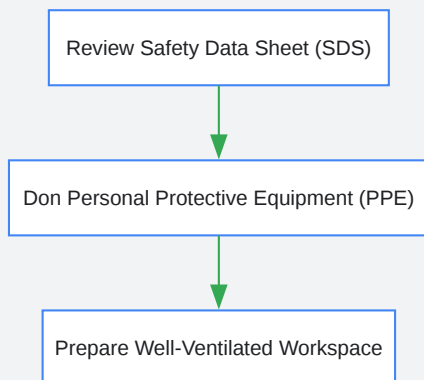 Review Safety Data Sheet (SDS)
Don Personal Protective Equipment (PPE)
Prepare Well-Ventilated Workspace